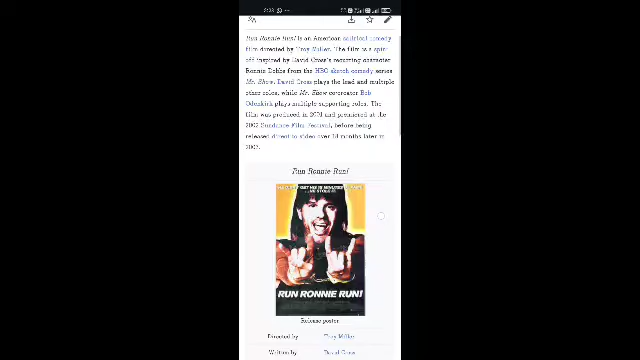 Run Ronnie Run! is an American satirical comedy
film directed by Troy Miller. The film is a spin-
off inspired by David Cross's recurring character
Ronnie Dobbs from the HBO sketch comedy series
Mr. Show. David Cross plays the lead and multiple
other roles, while Mr. Show co-creator Bob
Odenkirk plays multiple supporting roles. The
film was produced in 2001 and premiered at the
2002 Sundance Film Festival, before being
released direct to video over 18 months later in
2003.
Run Ronnie Run!
RUN RONNIE RUN!
Release poster
Directed by Troy Miller
Written by David Cross